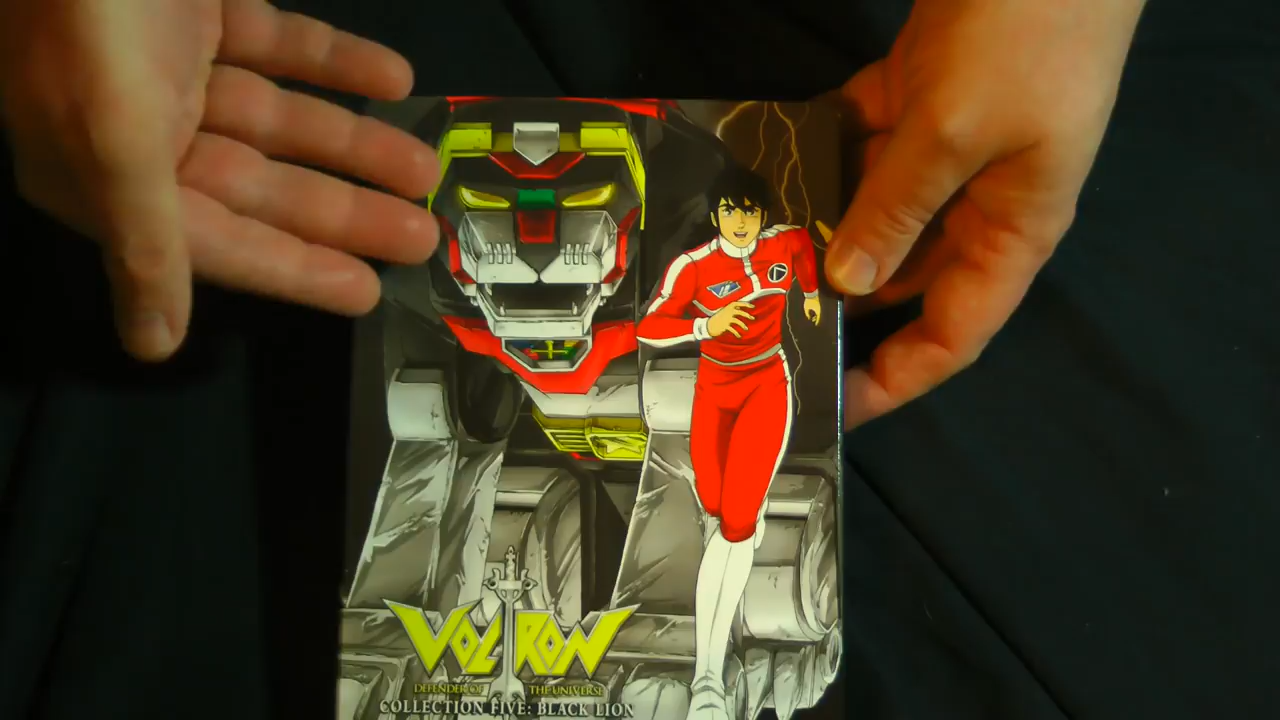 VOLTRON
DEFENDER OF THE UNIVERSE
COLLECTION FIVE: BLACK LION